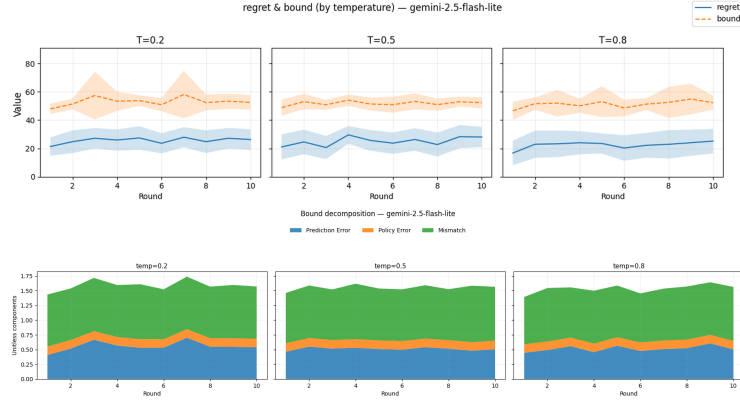 regret & bound (by temperature) — gemini-2.5-flash-lite
regret
bound
T=0.2
T=0.5
T=0.8
Value
80
60
40
20
0
2 4 6 8 10
2 4 6 8 10
2 4 6 8 10
Round
Round
Round
Bound decomposition — gemini-2.5-flash-lite
Prediction Error
Policy Error
Mismatch
temp=0.2
temp=0.5
temp=0.8
Unitless components
1.75
1.50
1.25
1.00
0.75
0.50
0.25
0.00
2 4 6 8 10
2 4 6 8 10
2 4 6 8 10
Round
Round
Round